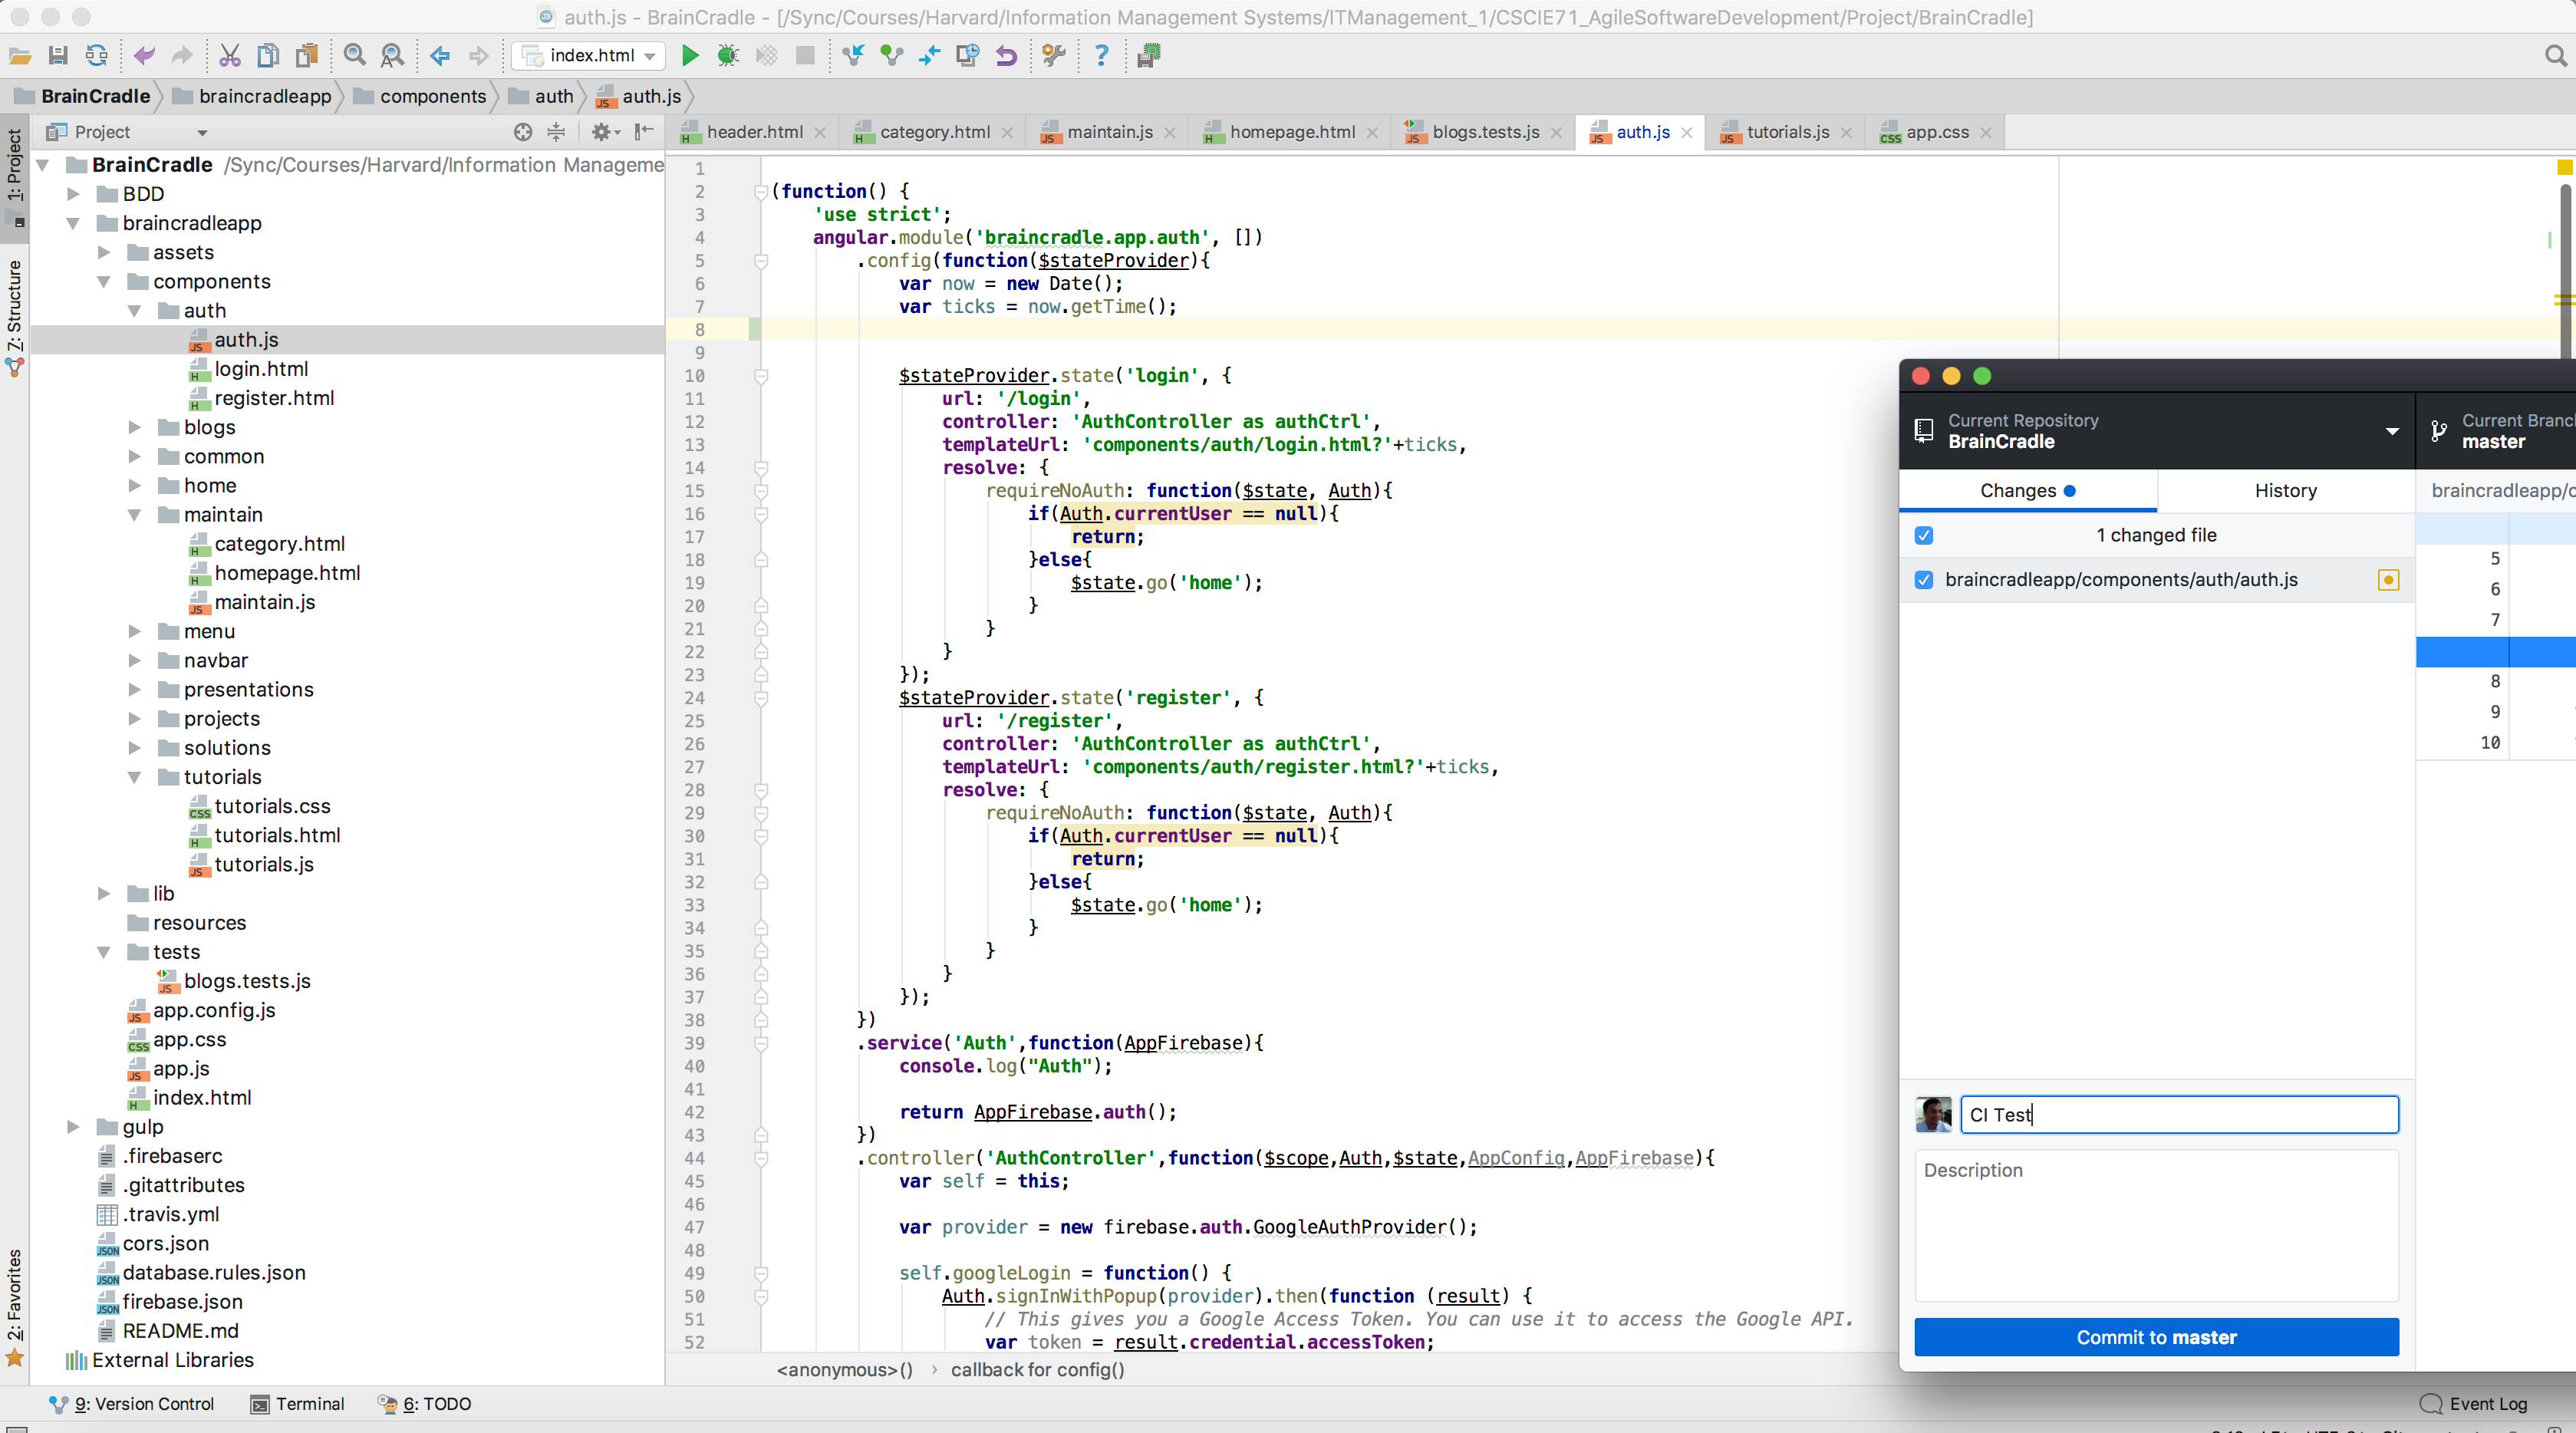 auth.js - BrainCradle - [/Sync/Courses/Harvard/Information Management Systems/ITManagement_1/CSCIE71_AgileSoftwareDevelopment/Project/BrainCradle]
index.html
BrainCradle braincradleapp components auth auth.js
Project
header.html category.html maintain.js homepage.html blogs.tests.js auth.js tutorials.js app.css
1: Project
7: Structure
2: Favorites
BrainCradle /Sync/Courses/Harvard/Information Manageme
BDD
braincradleapp
assets
components
auth
auth.js
login.html
register.html
blogs
common
home
maintain
category.html
homepage.html
maintain.js
menu
navbar
presentations
projects
solutions
tutorials
tutorials.css
tutorials.html
tutorials.js
lib
resources
tests
blogs.tests.js
app.config.js
app.css
app.js
index.html
gulp
.firebaserc
.gitattributes
.travis.yml
cors.json
database.rules.json
firebase.json
README.md
External Libraries
1
2 (function() {
3 'use strict';
4 angular.module('braincradle.app.auth', [])
5 .config(function($stateProvider){
6 var now = new Date();
7 var ticks = now.getTime();
8
9
10 $stateProvider.state('login', {
11 url: '/login',
12 controller: 'AuthController as authCtrl',
13 templateUrl: 'components/auth/login.html?'+ticks,
14 resolve: {
15 requireNoAuth: function($state, Auth){
16 if(Auth.currentUser == null){
17 return;
18 }else{
19 $state.go('home');
20 }
21 }
22 }
23 });
24 $stateProvider.state('register', {
25 url: '/register',
26 controller: 'AuthController as authCtrl',
27 templateUrl: 'components/auth/register.html?'+ticks,
28 resolve: {
29 requireNoAuth: function($state, Auth){
30 if(Auth.currentUser == null){
31 return;
32 }else{
33 $state.go('home');
34 }
35 }
36 }
37 });
38 })
39 .service('Auth',function(AppFirebase){
40 console.log("Auth");
41
42 return AppFirebase.auth();
43 })
44 .controller('AuthController',function($scope,Auth,$state,AppConfig,AppFirebase){
45 var self = this;
46
47 var provider = new firebase.auth.GoogleAuthProvider();
48
49 self.googleLogin = function() {
50 Auth.signInWithPopup(provider).then(function (result) {
51 // This gives you a Google Access Token. You can use it to access the Google API.
52 var token = result.credential.accessToken;
<anonymous>() › callback for config()
Current Repository
BrainCradle
Current Branc
master
Changes
History
braincradleapp/c
1 changed file
braincradleapp/components/auth/auth.js
5
6
7
8
9
10
CI Test
Description
Commit to master
9: Version Control Terminal 6: TODO
Event Log